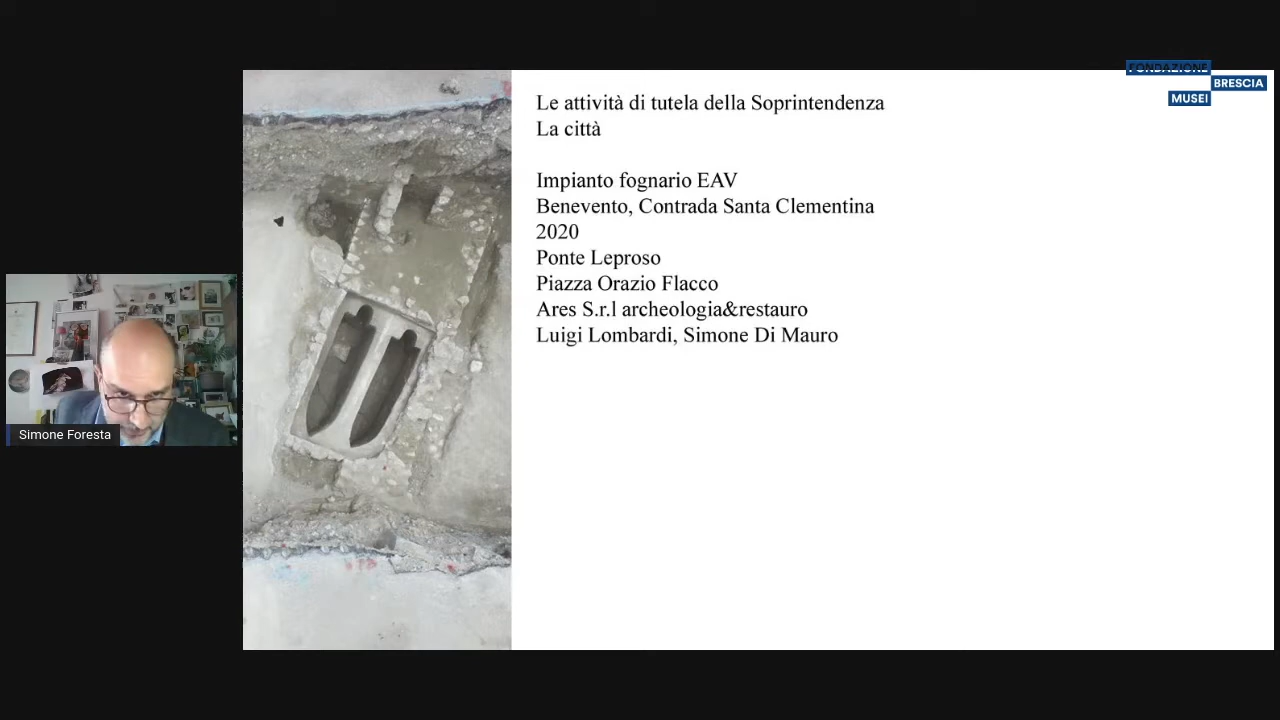 FONDAZIONE
BRESCIA
MUSEI
Le attività di tutela della Soprintendenza
La città
Impianto fognario EAV
Benevento, Contrada Santa Clementina
2020
Ponte Leproso
Piazza Orazio Flacco
Ares S.r.l archeologia&restauro
Luigi Lombardi, Simone Di Mauro
Simone Foresta